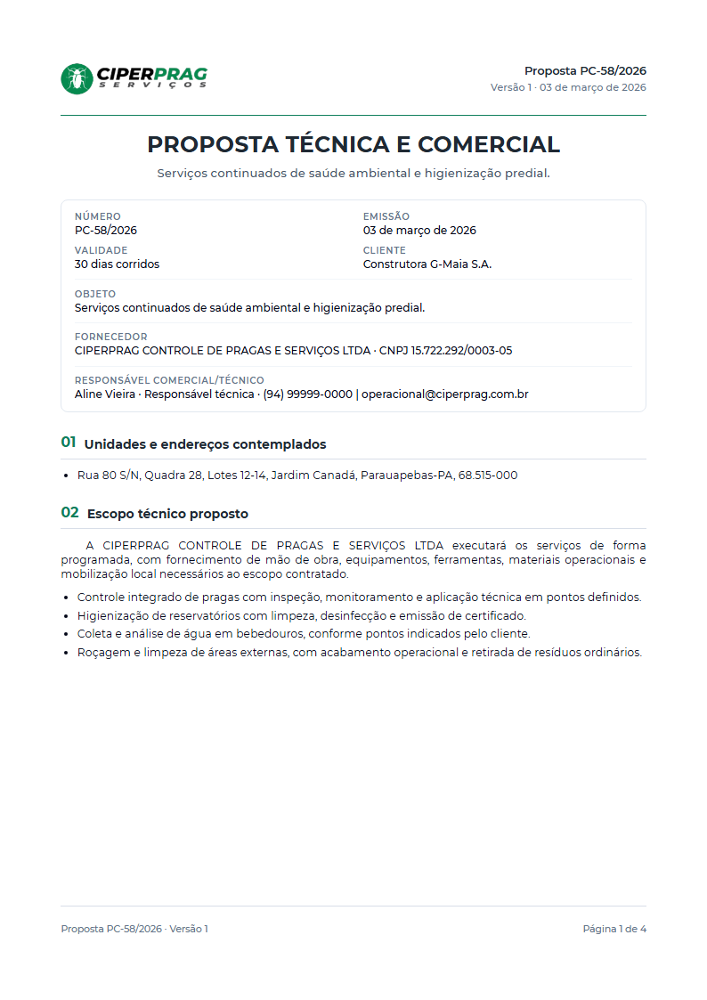 CIPERPRAG
SERVIÇOS
Proposta PC-58/2026
Versão 1 · 03 de março de 2026
PROPOSTA TÉCNICA E COMERCIAL
Serviços continuados de saúde ambiental e higienização predial.
NÚMERO
PC-58/2026
EMISSÃO
03 de março de 2026
VALIDADE
30 dias corridos
CLIENTE
Construtora G-Maia S.A.
OBJETO
Serviços continuados de saúde ambiental e higienização predial.
FORNECEDOR
CIPERPRAG CONTROLE DE PRAGAS E SERVIÇOS LTDA · CNPJ 15.722.292/0003-05
RESPONSÁVEL COMERCIAL/TÉCNICO
Aline Vieira · Responsável técnica · (94) 99999-0000 | operacional@ciperprag.com.br
01 Unidades e endereços contemplados
• Rua 80 S/N, Quadra 28, Lotes 12-14, Jardim Canadá, Parauapebas-PA, 68.515-000
02 Escopo técnico proposto
A CIPERPRAG CONTROLE DE PRAGAS E SERVIÇOS LTDA executará os serviços de forma
programada, com fornecimento de mão de obra, equipamentos, ferramentas, materiais operacionais e
mobilização local necessários ao escopo contratado.
• Controle integrado de pragas com inspeção, monitoramento e aplicação técnica em pontos definidos.
• Higienização de reservatórios com limpeza, desinfecção e emissão de certificado.
• Coleta e análise de água em bebedouros, conforme pontos indicados pelo cliente.
• Roçagem e limpeza de áreas externas, com acabamento operacional e retirada de resíduos ordinários.
Proposta PC-58/2026 · Versão 1
Página 1 de 4